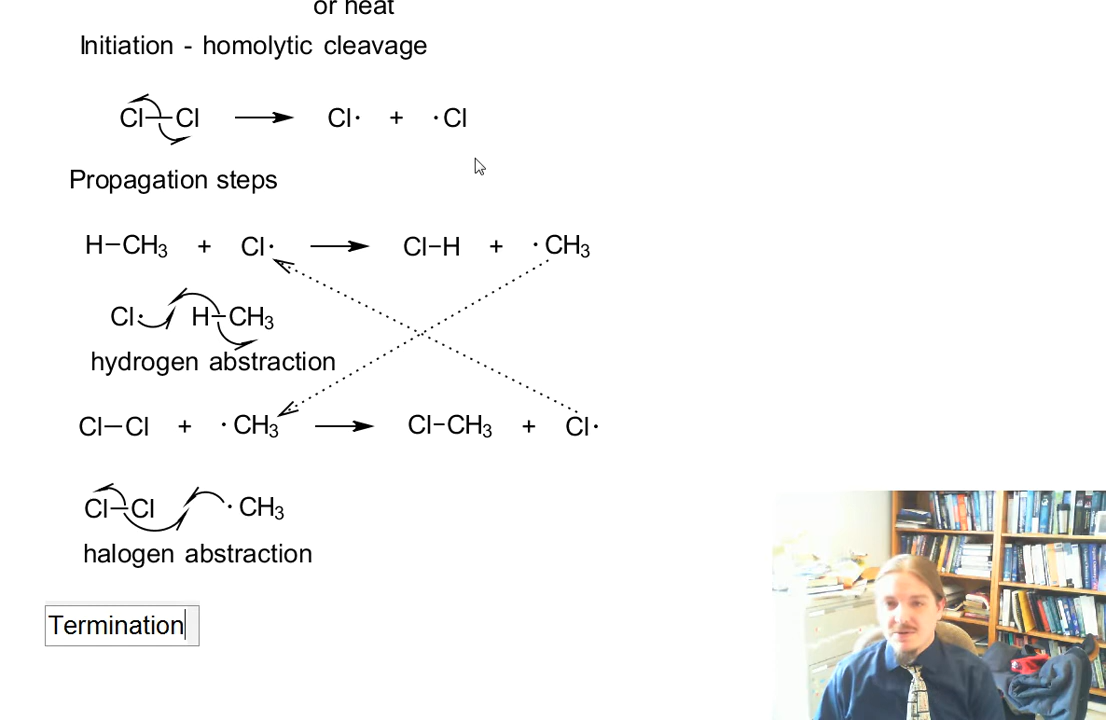 or heat
Initiation - homolytic cleavage
Cl–Cl → Cl· + ·Cl
Propagation steps
H–CH₃ + Cl· → Cl–H + ·CH₃
Cl· H–CH₃
hydrogen abstraction
Cl–Cl + ·CH₃ → Cl–CH₃ + Cl·
Cl–Cl ·CH₃
halogen abstraction
Termination